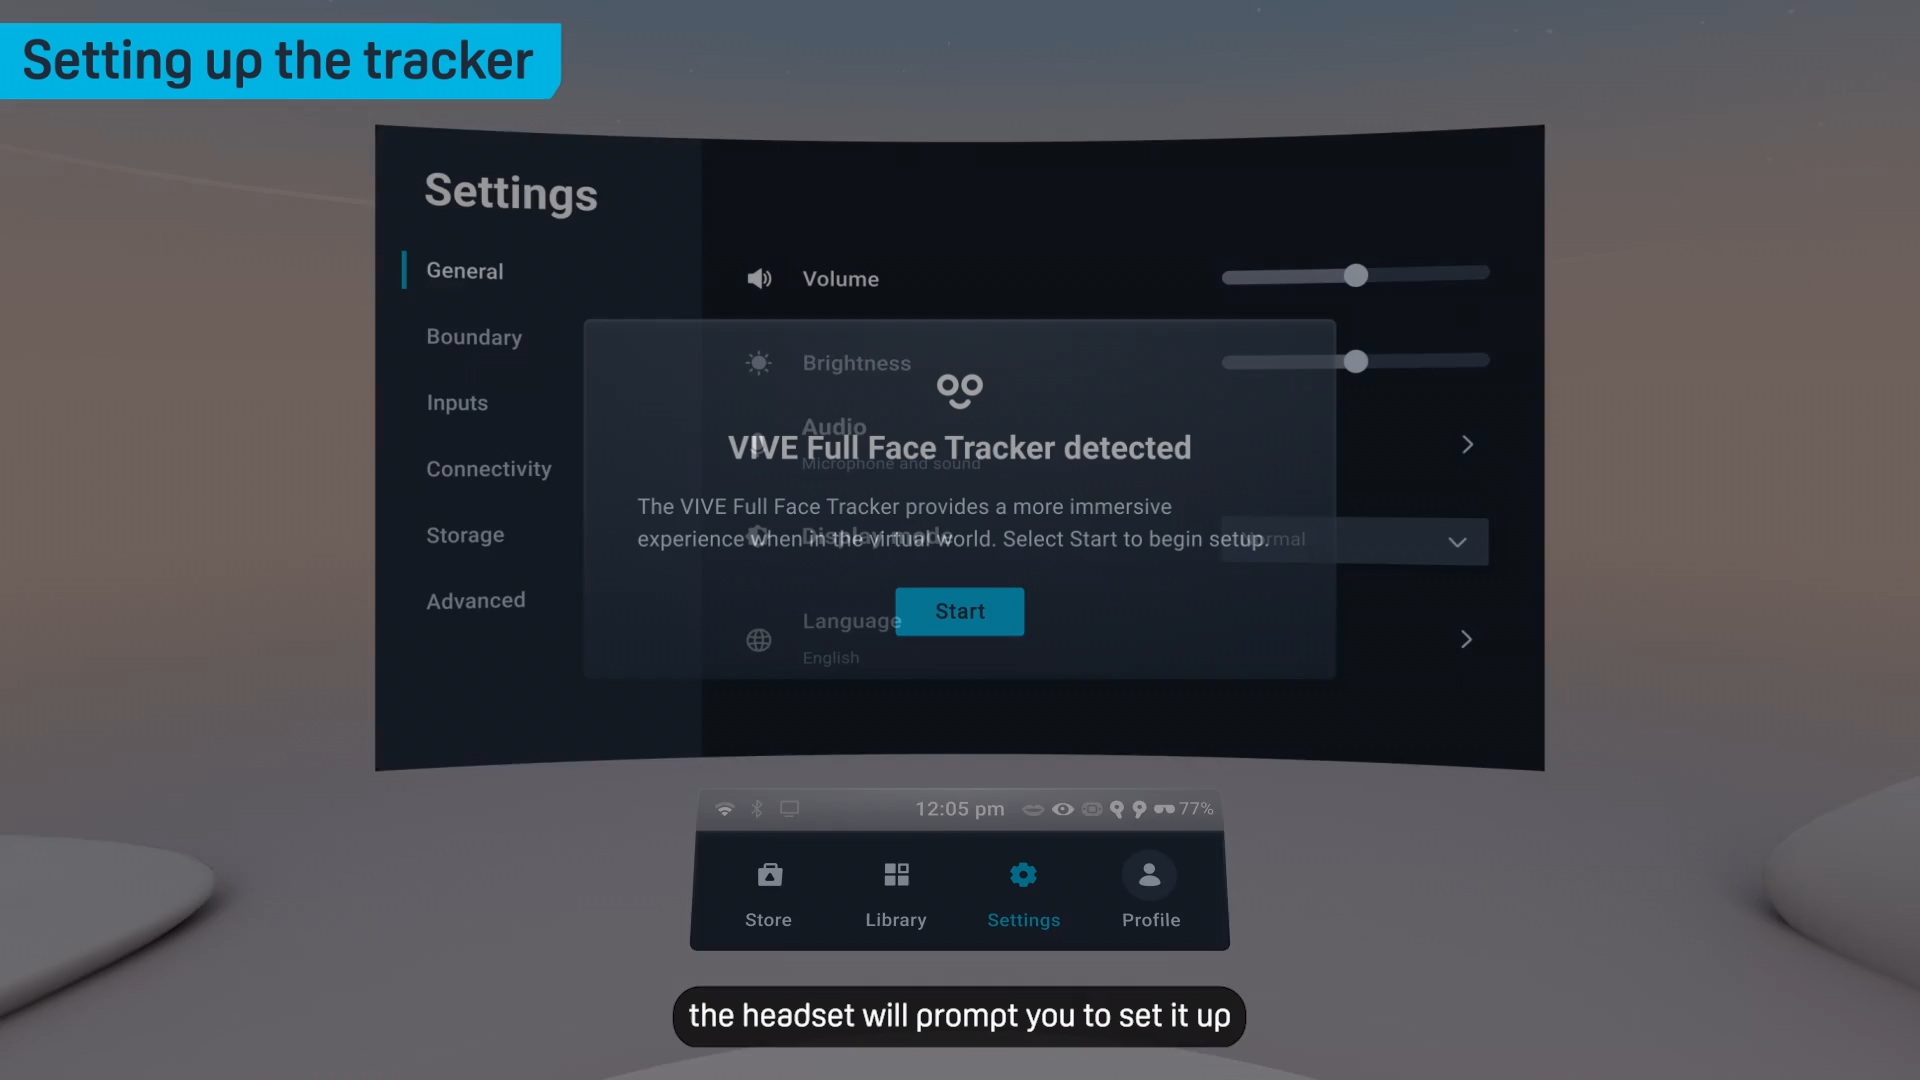 Setting up the tracker
Settings
General
Boundary
Inputs
Connectivity
Storage
Advanced
Volume
Brightness
Audio
Microphone and sound
Display mode
Normal
Language
English
VIVE Full Face Tracker detected
The VIVE Full Face Tracker provides a more immersive
experience when in the virtual world. Select Start to begin setup.
Start
12:05 pm
77%
Store
Library
Settings
Profile
the headset will prompt you to set it up